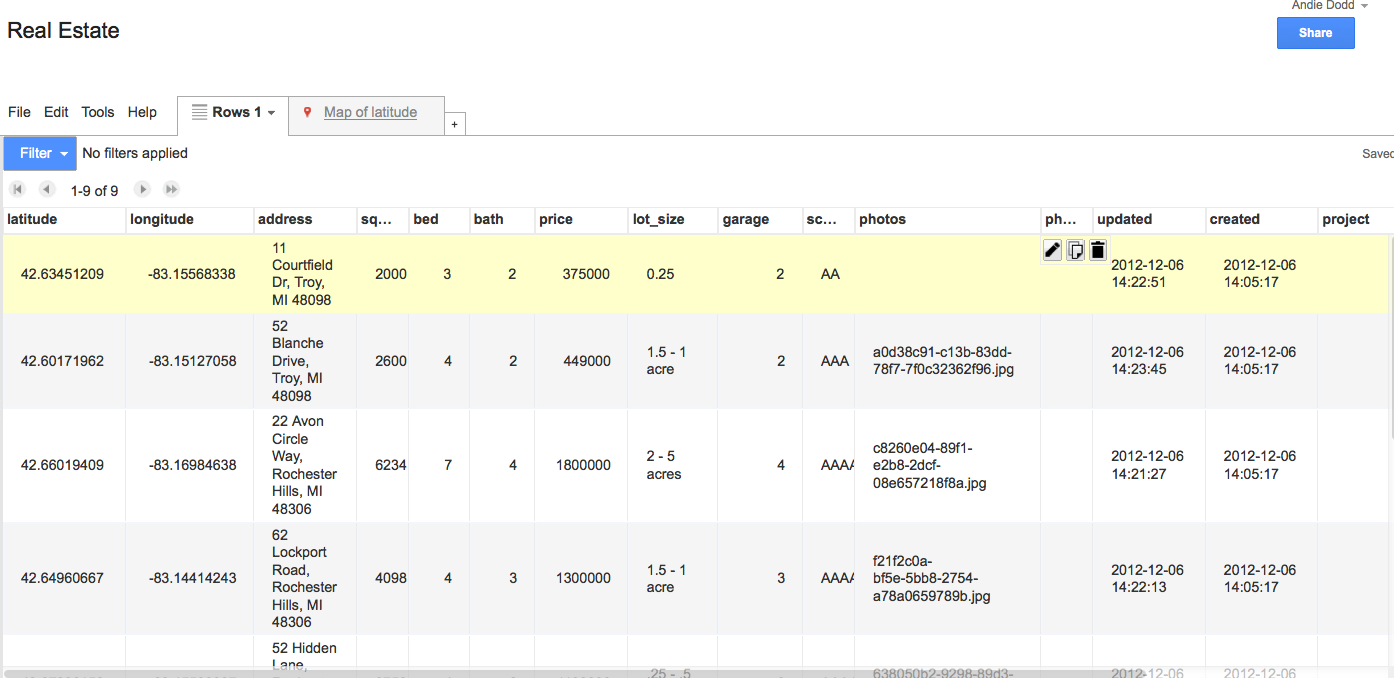 Andie Dodd
Real Estate
Share
File Edit Tools Help Rows 1 Map of latitude +
Filter No filters applied Saved
1-9 of 9
latitude longitude address sq... bed bath price lot_size garage sc... photos ph... updated created project
42.63451209 -83.15568338 11 Courtfield Dr, Troy, MI 48098 2000 3 2 375000 0.25 2 AA 2012-12-06 14:22:51 2012-12-06 14:05:17
42.60171962 -83.15127058 52 Blanche Drive, Troy, MI 48098 2600 4 2 449000 1.5 - 1 acre 2 AAA a0d38c91-c13b-83dd-78f7-7f0c32362f96.jpg 2012-12-06 14:23:45 2012-12-06 14:05:17
42.66019409 -83.16984638 22 Avon Circle Way, Rochester Hills, MI 48306 6234 7 4 1800000 2 - 5 acres 4 AAAA c8260e04-89f1-e2b8-2dcf-08e657218f8a.jpg 2012-12-06 14:21:27 2012-12-06 14:05:17
42.64960667 -83.14414243 62 Lockport Road, Rochester Hills, MI 48306 4098 4 3 1300000 1.5 - 1 acre 3 AAAA f21f2c0a-bf5e-5bb8-2754-a78a0659789b.jpg 2012-12-06 14:22:13 2012-12-06 14:05:17
52 Hidden Lane, .25 - .5 638050b2-9298-89d3- 2012-12-06 2012-12-06